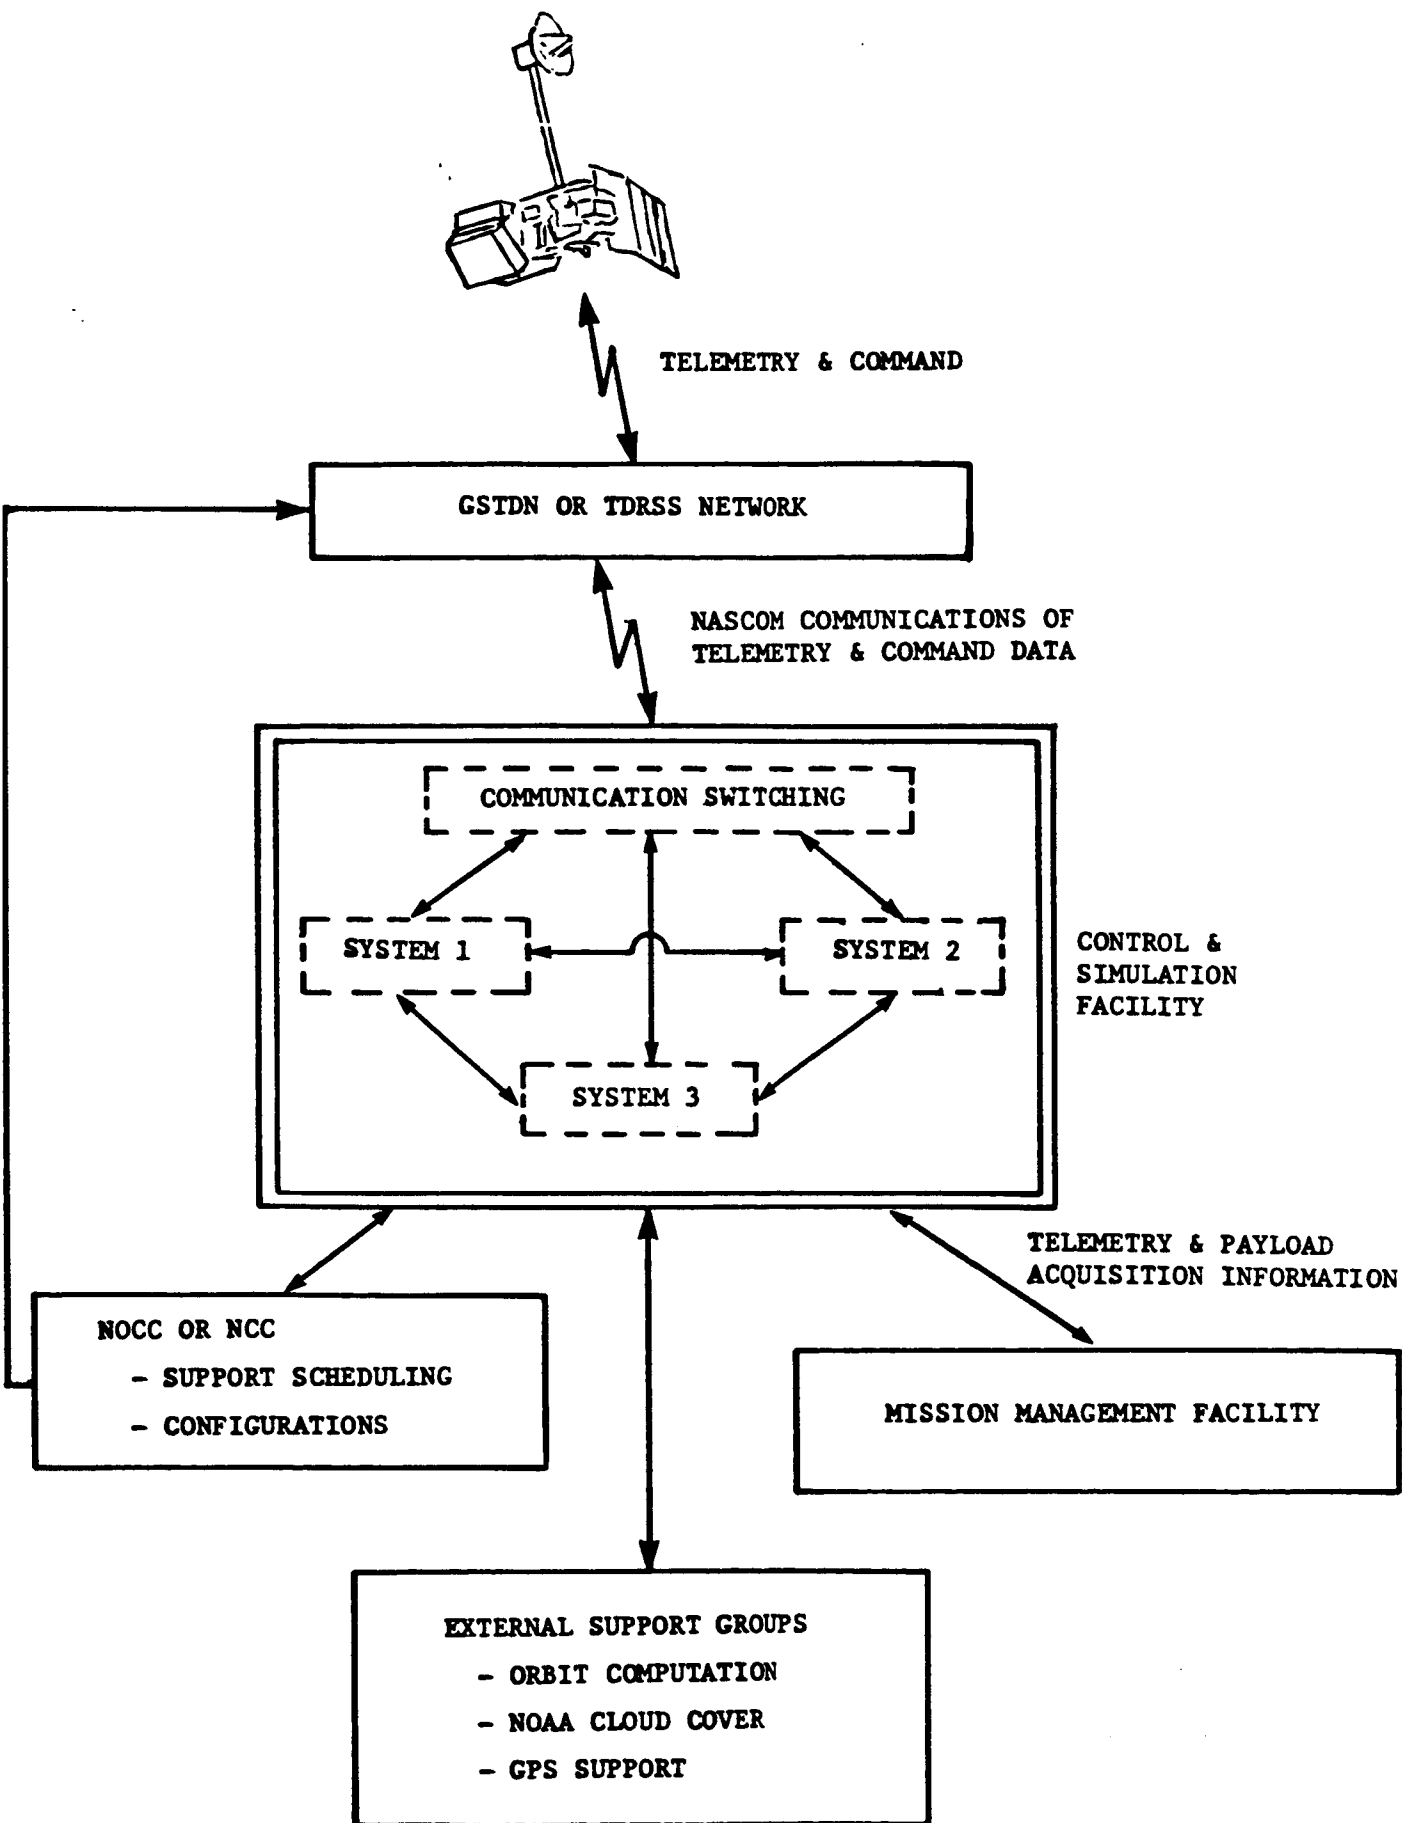 TELEMETRY & COMMAND
GSTDN OR TDRSS NETWORK
NASCOM COMMUNICATIONS OF
TELEMETRY & COMMAND DATA
COMMUNICATION SWITCHING
SYSTEM 1
SYSTEM 2
CONTROL &
SIMULATION
FACILITY
SYSTEM 3
TELEMETRY & PAYLOAD
ACQUISITION INFORMATION
NOCC OR NCC
- SUPPORT SCHEDULING
- CONFIGURATIONS
MISSION MANAGEMENT FACILITY
EXTERNAL SUPPORT GROUPS
- ORBIT COMPUTATION
- NOAA CLOUD COVER
- GPS SUPPORT